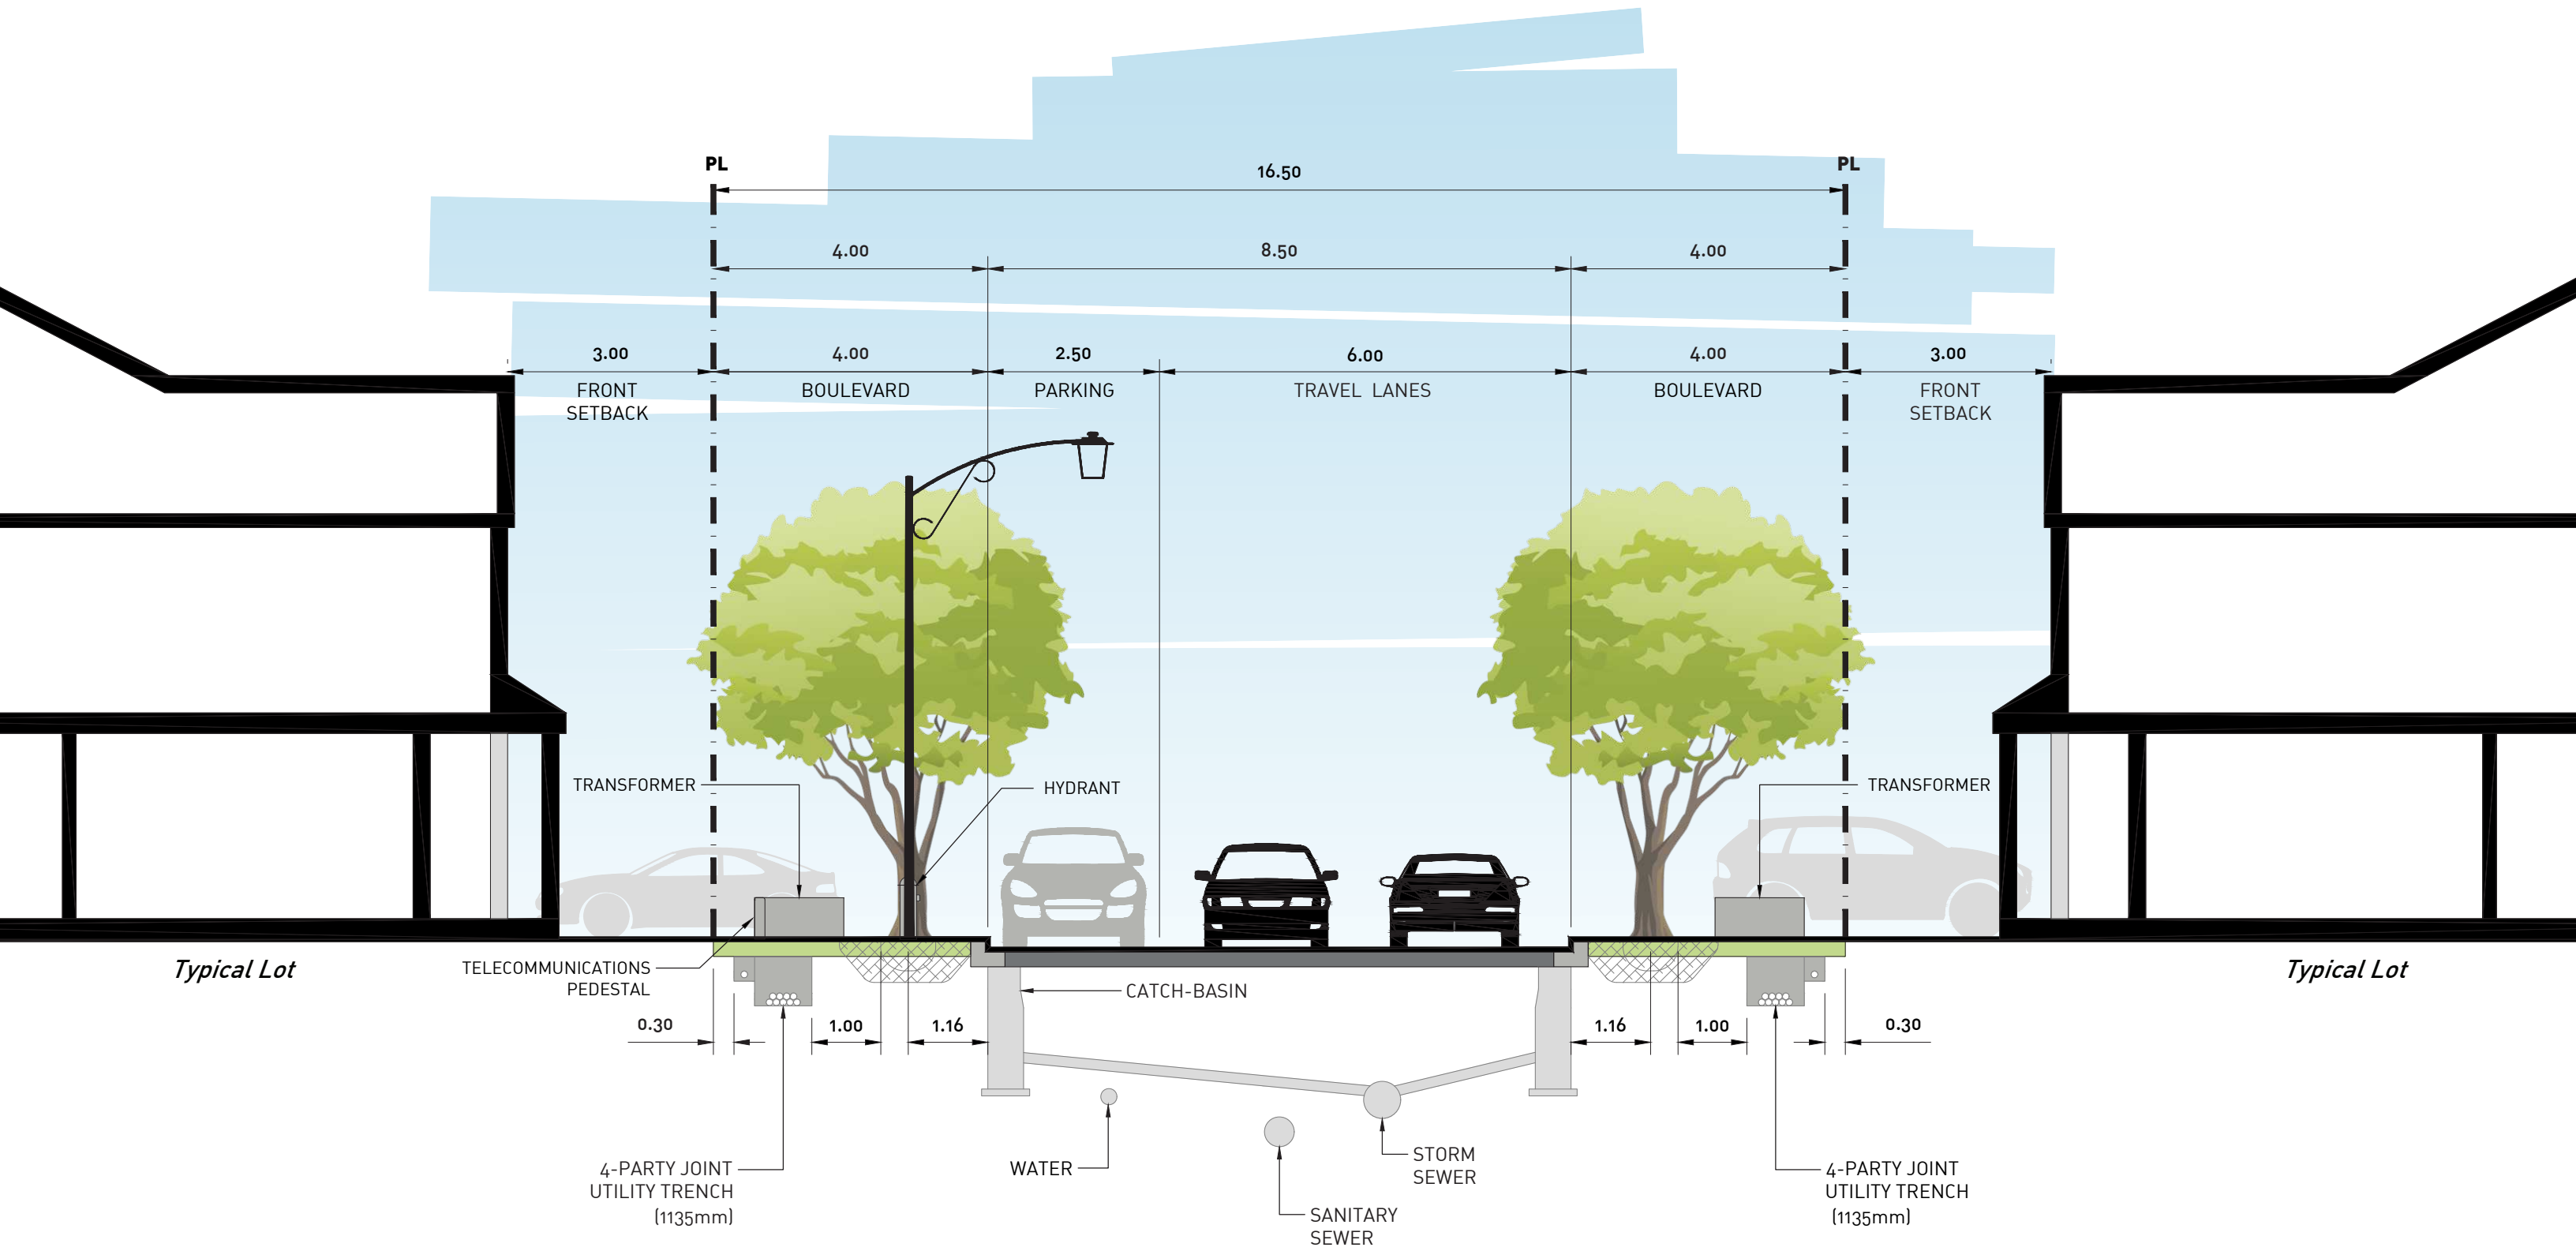 PL PL
16.50
4.00 8.50 4.00
3.00 4.00 2.50 6.00 4.00 3.00
FRONT BOULEVARD PARKING TRAVEL LANES BOULEVARD FRONT
SETBACK SETBACK
TRANSFORMER HYDRANT TRANSFORMER
Typical Lot TELECOMMUNICATIONS Typical Lot
PEDESTAL CATCH-BASIN
0.30 1.00 1.16 1.16 1.00 0.30
4-PARTY JOINT WATER STORM 4-PARTY JOINT
UTILITY TRENCH SEWER UTILITY TRENCH
(1135mm) SANITARY (1135mm)
SEWER